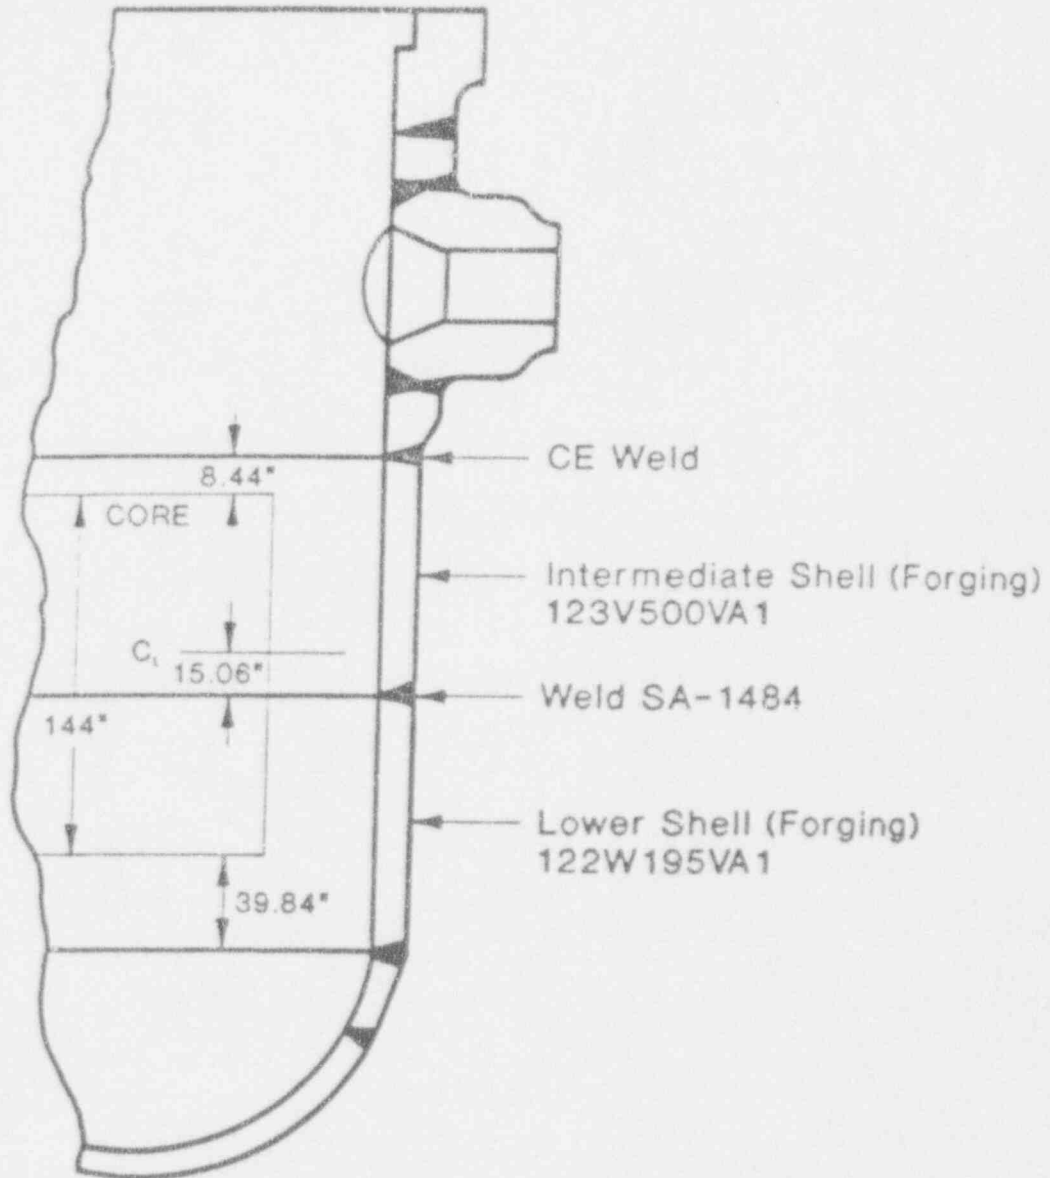 CE Weld
8.44"
CORE
Intermediate Shell (Forging)
123V500VA1
C
15.06"
Weld SA-1484
144"
Lower Shell (Forging)
122W195VA1
39.84"